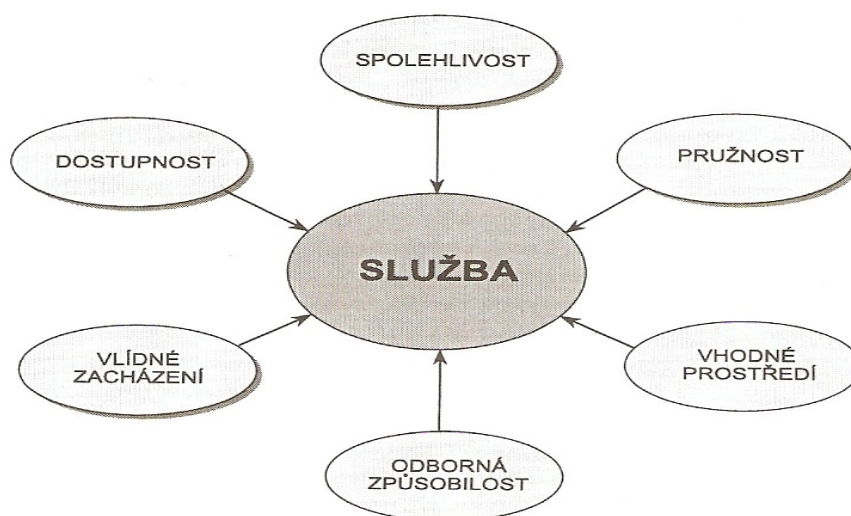 SPOLEHLIVOST
DOSTUPNOST
PRUŽNOST
SLUŽBA
VLÍDNÉ
ZACHÁZENÍ
VHODNÉ
PROSTŘEDÍ
ODBORNÁ
ZPŮSOBILOST